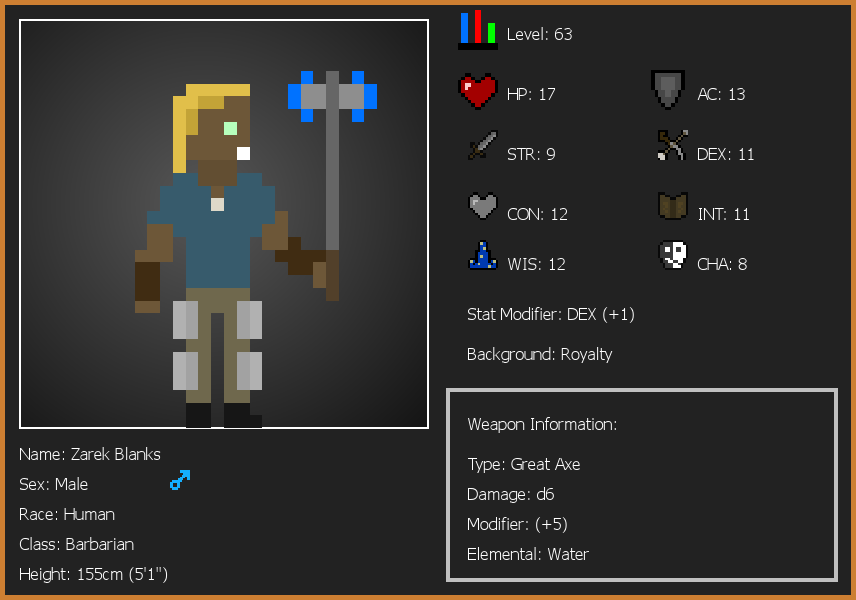 Level: 63
HP: 17
AC: 13
STR: 9
DEX: 11
CON: 12
INT: 11
WIS: 12
CHA: 8
Stat Modifier: DEX (+1)
Background: Royalty
Weapon Information:
Type: Great Axe
Damage: d6
Modifier: (+5)
Elemental: Water
Name: Zarek Blanks
Sex: Male
Race: Human
Class: Barbarian
Height: 155cm (5'1")